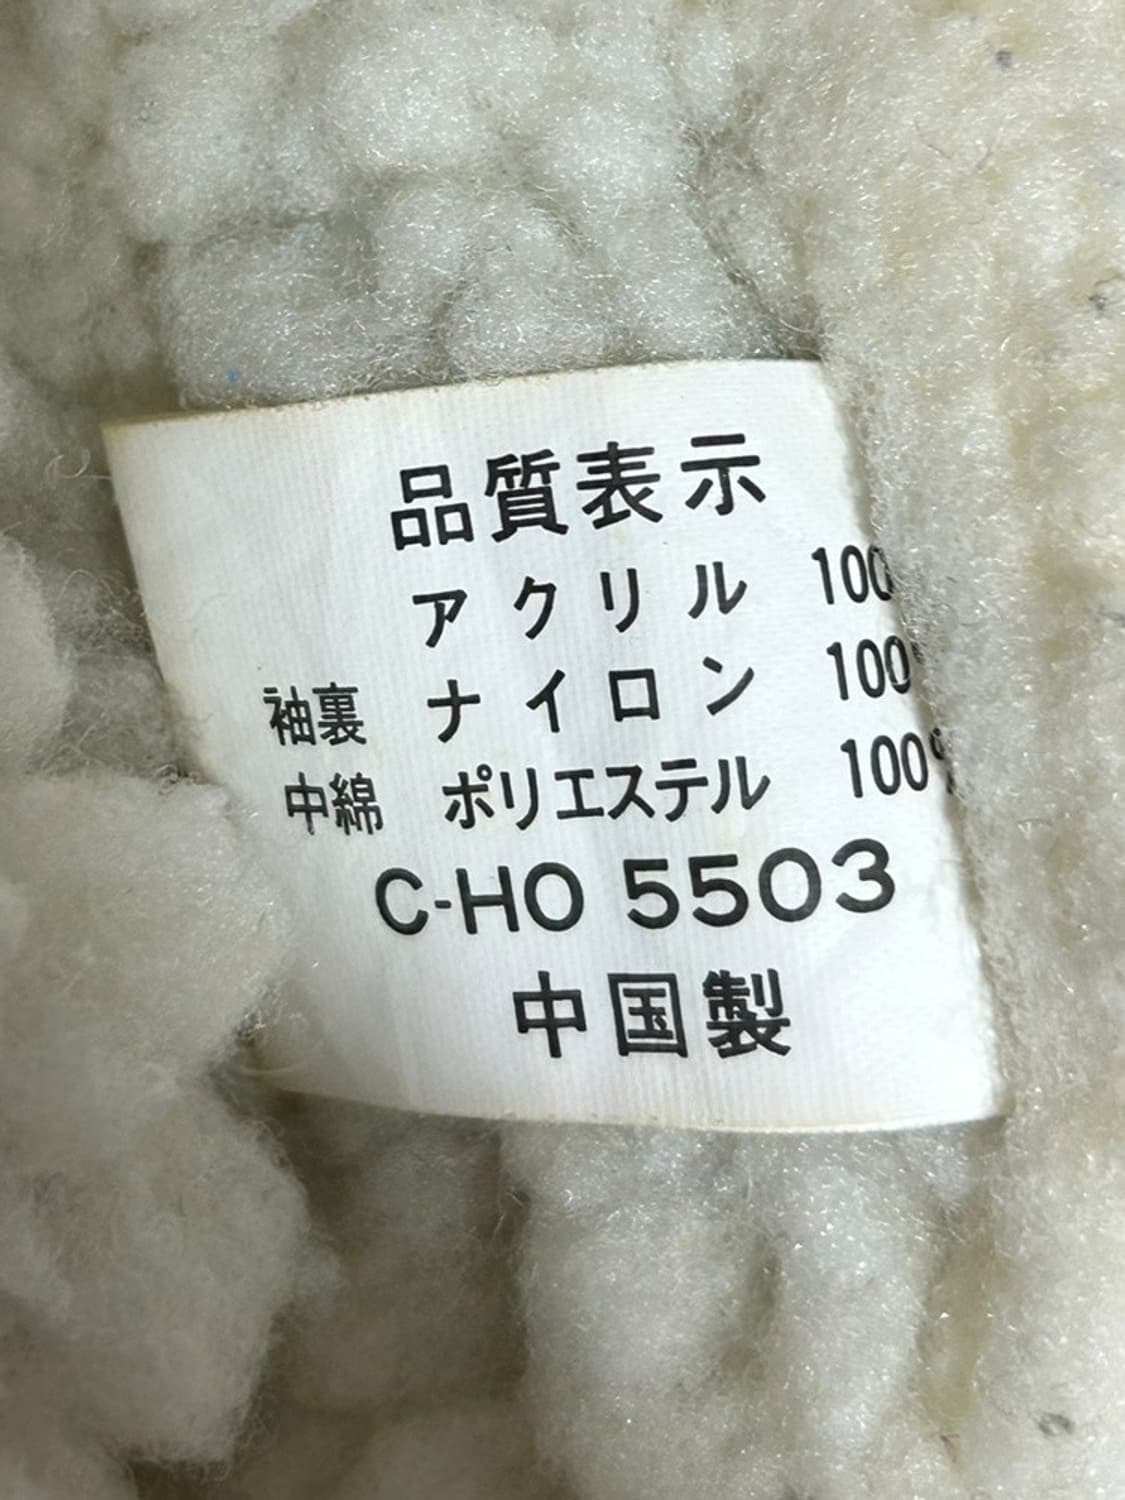 品質表示
アクリル 100
袖裏 ナイロン 100
中綿 ポリエステル 100%
C-HO 5503
中国製